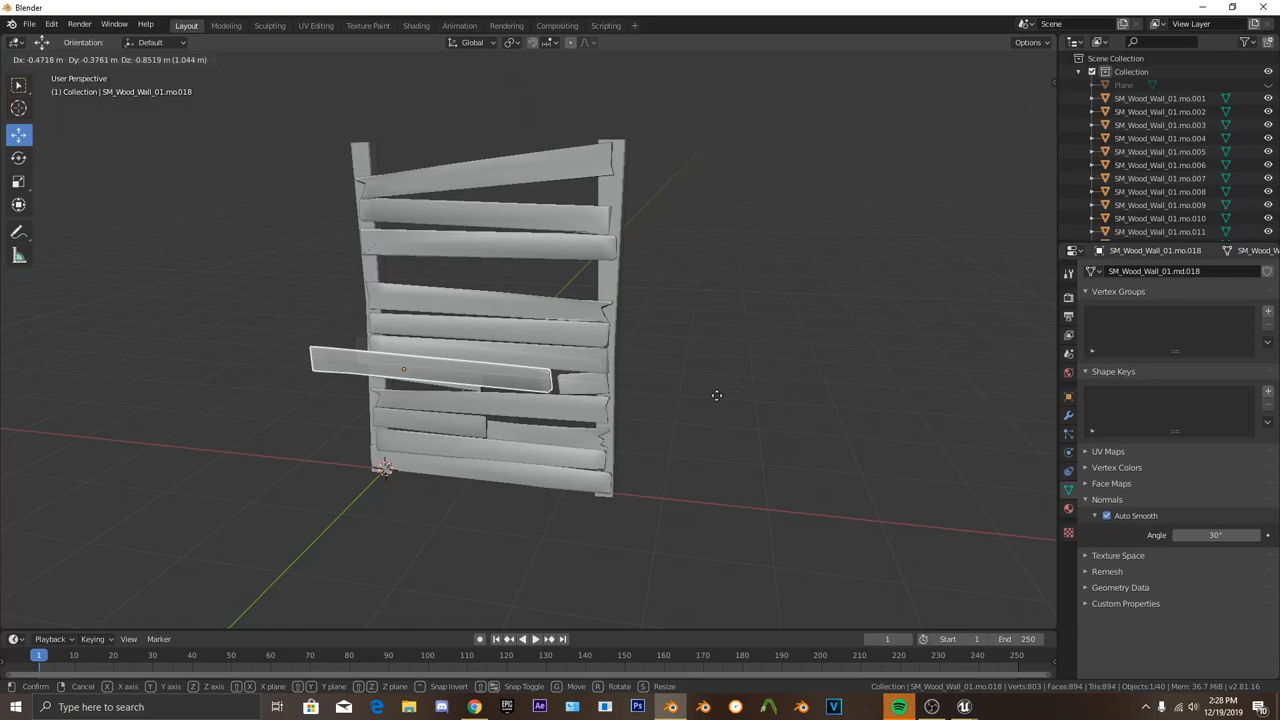 Blender
File Edit Render Window Help Layout Modeling Sculpting UV Editing Texture Paint Shading Animation Rendering Compositing Scripting + Scene View Layer
Orientation: Default Global Options
Dx: -0.4718 m Dy: -0.3761 m Dz: -0.8519 m (1.044 m)
User Perspective
(1) Collection | SM_Wood_Wall_01.mo.018
Scene Collection
Collection
Plane
SM_Wood_Wall_01.mo.001
SM_Wood_Wall_01.mo.002
SM_Wood_Wall_01.mo.003
SM_Wood_Wall_01.mo.004
SM_Wood_Wall_01.mo.005
SM_Wood_Wall_01.mo.006
SM_Wood_Wall_01.mo.007
SM_Wood_Wall_01.mo.008
SM_Wood_Wall_01.mo.009
SM_Wood_Wall_01.mo.010
SM_Wood_Wall_01.mo.011
SM_Wood_Wall_01.mo.018 SM_Wood_W
SM_Wood_Wall_01.md.018
Vertex Groups
Shape Keys
UV Maps
Vertex Colors
Face Maps
Normals
Auto Smooth
Angle 30°
Texture Space
Remesh
Geometry Data
Custom Properties
Playback Keying View Marker 1 Start 1 End 250
1 10 20 30 40 50 60 70 80 90 100 110 120 130 140 150 160 170 180 190 200 210 220 230 240 250
Confirm Cancel X X axis Y Y axis Z Z axis X X plane Y Y plane Z Z plane Snap Invert Snap Toggle G Move R Rotate S Resize Collection | SM_Wood_Wall_01.mo.018 | Verts:803 | Faces:894 | Tris:894 | Objects:1/40 | Mem: 36.7 MiB | v2.81.16
Type here to search Ae Ps V 2:28 PM
12/19/2019